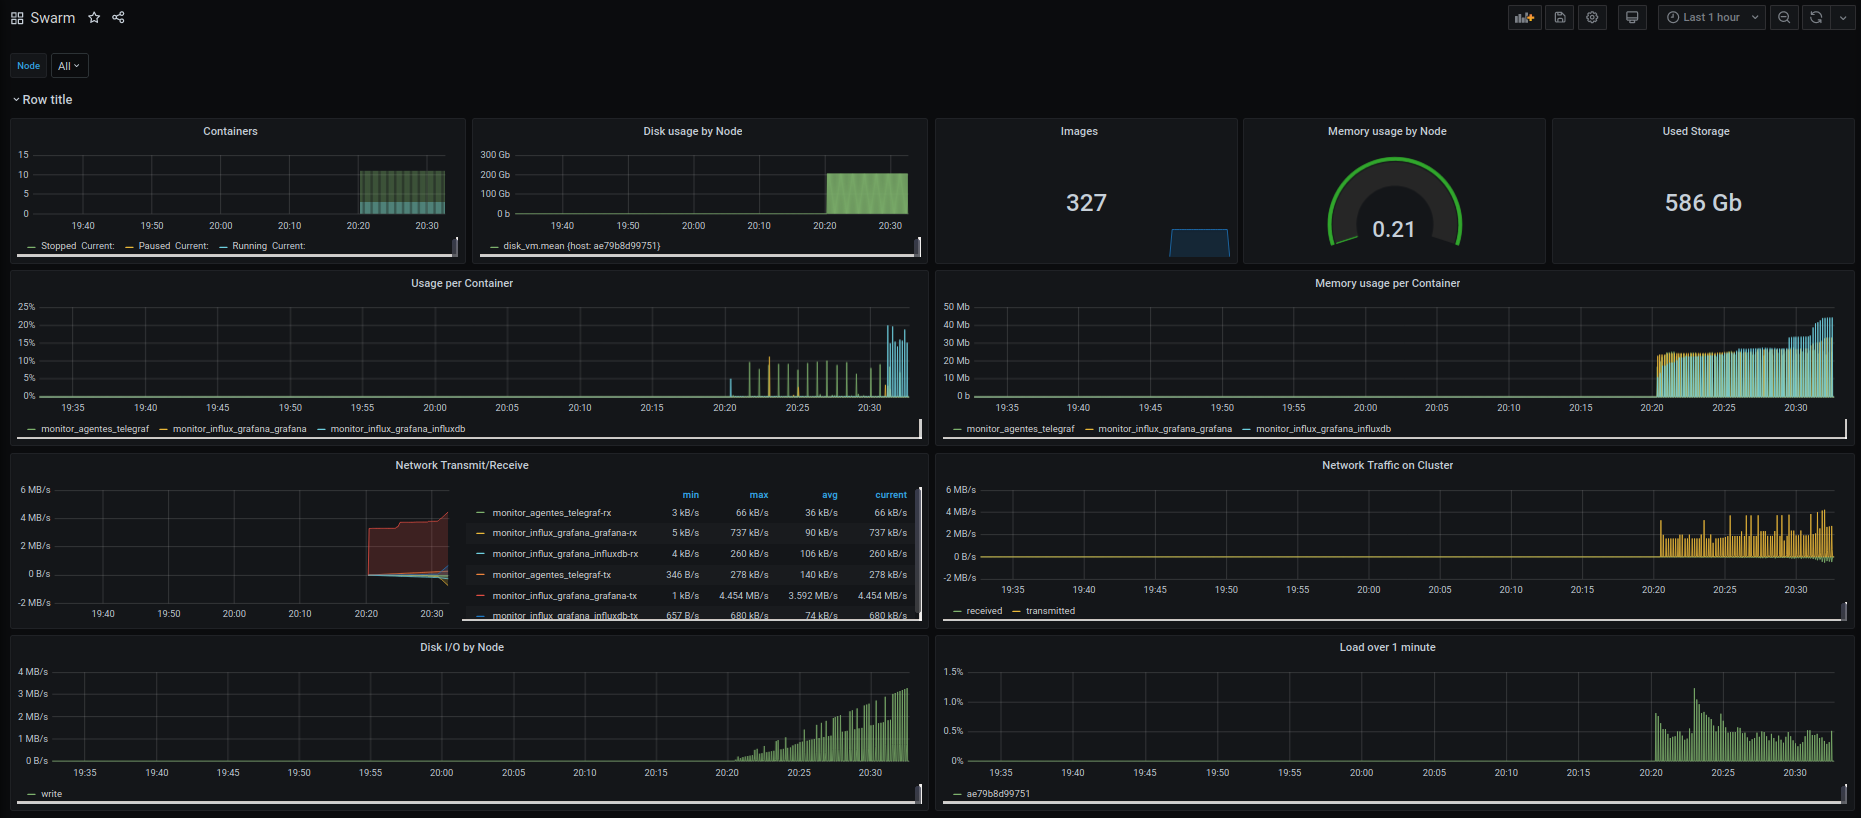 Swarm
Last 1 hour
Node All
Row title
Containers
15
10
5
0
19:40 19:50 20:00 20:10 20:20 20:30
Stopped Current: Paused Current: Running Current:
Disk usage by Node
300 Gb
200 Gb
100 Gb
0 b
19:40 19:50 20:00 20:10 20:20 20:30
disk_vm.mean {host: ae79b8d99751}
Images
327
Memory usage by Node
0.21
Used Storage
586 Gb
Usage per Container
25%
20%
15%
10%
5%
0%
19:35 19:40 19:45 19:50 19:55 20:00 20:05 20:10 20:15 20:20 20:25 20:30
monitor_agentes_telegraf monitor_influx_grafana_grafana monitor_influx_grafana_influxdb
Memory usage per Container
50 Mb
40 Mb
30 Mb
20 Mb
10 Mb
0 b
19:35 19:40 19:45 19:50 19:55 20:00 20:05 20:10 20:15 20:20 20:25 20:30
monitor_agentes_telegraf monitor_influx_grafana_grafana monitor_influx_grafana_influxdb
Network Transmit/Receive
6 MB/s
4 MB/s
2 MB/s
0 B/s
-2 MB/s
19:40 19:50 20:00 20:10 20:20 20:30
min max avg current
monitor_agentes_telegraf-rx 3 kB/s 66 kB/s 36 kB/s 66 kB/s
monitor_influx_grafana_grafana-rx 5 kB/s 737 kB/s 90 kB/s 737 kB/s
monitor_influx_grafana_influxdb-rx 4 kB/s 260 kB/s 106 kB/s 260 kB/s
monitor_agentes_telegraf-tx 346 B/s 278 kB/s 140 kB/s 278 kB/s
monitor_influx_grafana_grafana-tx 1 kB/s 4.454 MB/s 3.592 MB/s 4.454 MB/s
monitor_influx_grafana_influxdb-tx 657 B/s 680 kB/s 74 kB/s 680 kB/s
Network Traffic on Cluster
6 MB/s
4 MB/s
2 MB/s
0 B/s
-2 MB/s
19:35 19:40 19:45 19:50 19:55 20:00 20:05 20:10 20:15 20:20 20:25 20:30
received transmitted
Disk I/O by Node
4 MB/s
3 MB/s
2 MB/s
1 MB/s
0 B/s
19:35 19:40 19:45 19:50 19:55 20:00 20:05 20:10 20:15 20:20 20:25 20:30
write
Load over 1 minute
1.5%
1.0%
0.5%
0%
19:35 19:40 19:45 19:50 19:55 20:00 20:05 20:10 20:15 20:20 20:25 20:30
ae79b8d99751